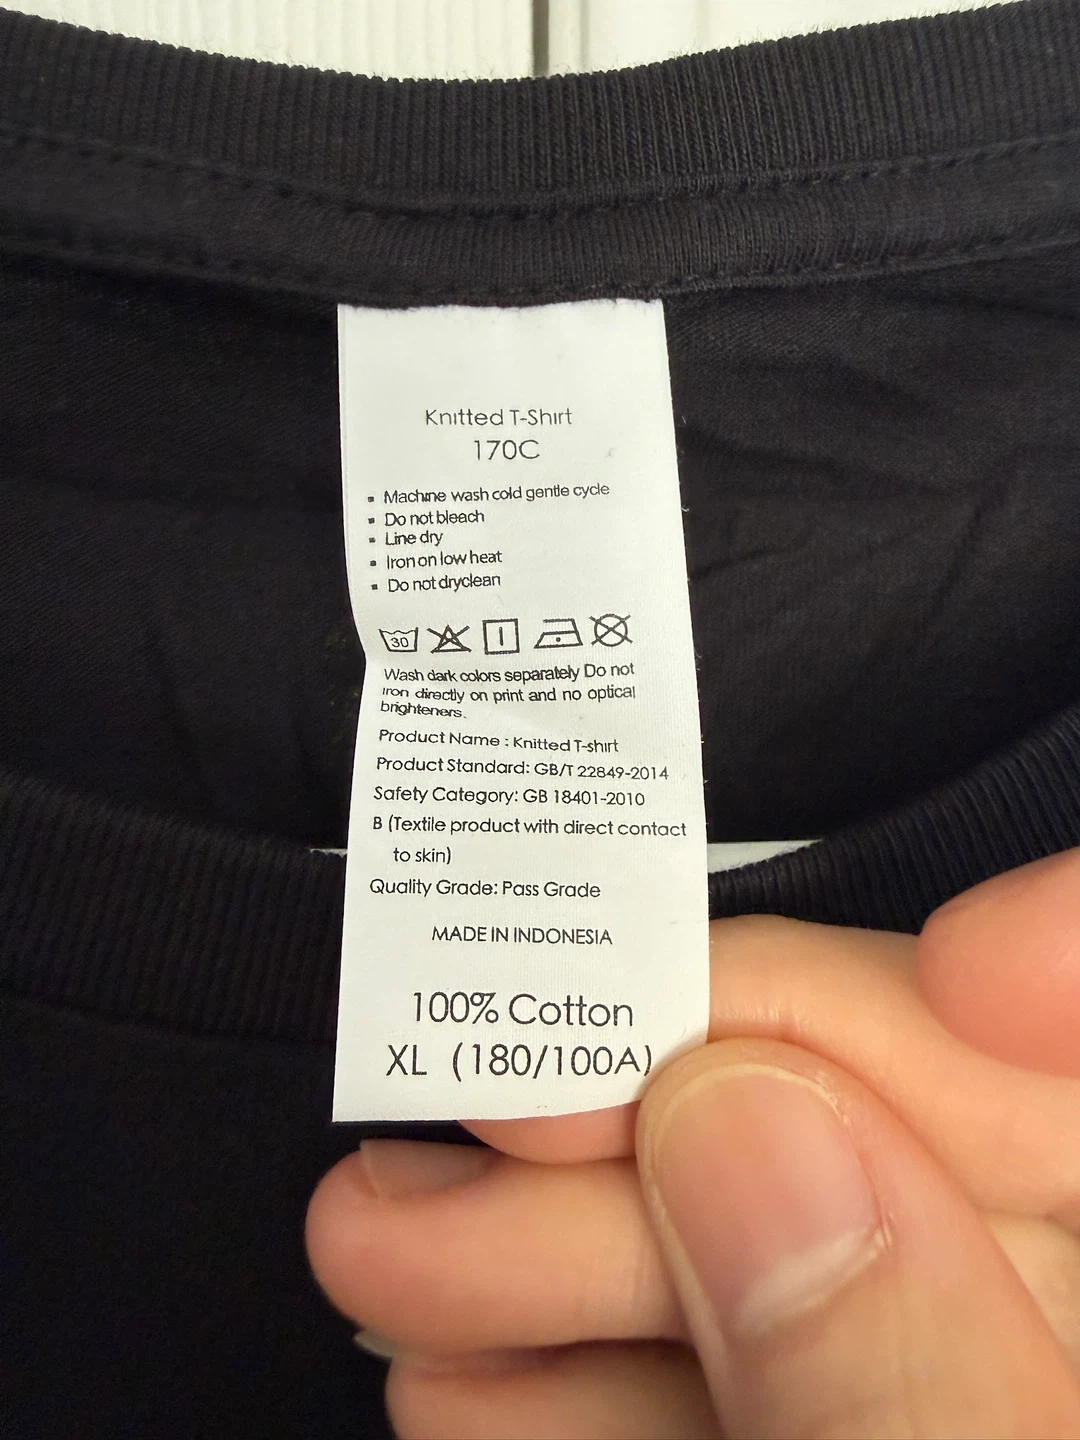 Knitted T-Shirt
170C
▪ Machine wash cold gentle cycle
▪ Do not bleach
▪ Line dry
▪ Iron on low heat
▪ Do not dryclean
30
Wash dark colors separately Do not
Iron directly on print and no optical
brighteners.
Product Name : Knitted T-shirt
Product Standard: GB/T 22849-2014
Safety Category: GB 18401-2010
B (Textile product with direct contact
to skin)
Quality Grade: Pass Grade
MADE IN INDONESIA
100% Cotton
XL (180/100A)